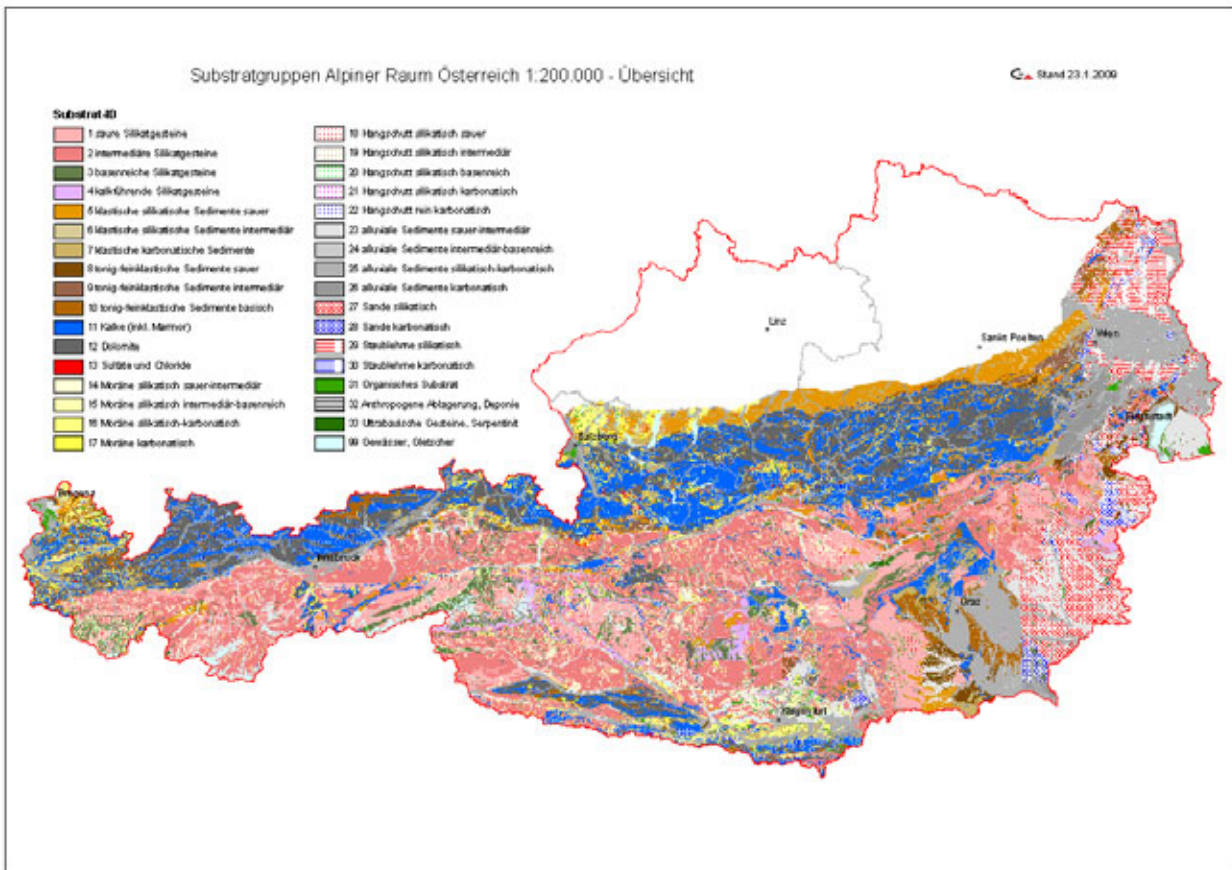 Substratgruppen Alpiner Raum Österreich 1:200.000 - Übersicht
Stand 23.1.2009
Substrat 40
1 saure Silikatgesteine
2 intermediäre Silikatgesteine
3 basenreiche Silikatgesteine
4 kalkführende Silikatgesteine
5 klastische silikatische Sedimente sauer
6 klastische silikatische Sedimente intermediär
7 klastische karbonatische Sedimente
8 tonig-feinklastische Sedimente sauer
9 tonig-feinklastische Sedimente intermediär
10 tonig-feinklastische Sedimente basisch
11 Kalke (inkl. Marmor)
12 Dolomite
13 Sulfate und Chloride
14 Moräne silikatisch sauer-intermediär
15 Moräne silikatisch intermediär-basenreich
16 Moräne silikatisch-karbonatisch
17 Moräne karbonatisch
18 Hangschutt silikatisch sauer
19 Hangschutt silikatisch intermediär
20 Hangschutt silikatisch basenreich
21 Hangschutt silikatisch karbonatisch
22 Hangschutt rein karbonatisch
23 alluviale Sedimente sauer-intermediär
24 alluviale Sedimente intermediär-basenreich
25 alluviale Sedimente silikatisch-karbonatisch
26 alluviale Sedimente karbonatisch
27 Sande silikatisch
28 Sande karbonatisch
29 Staublehme silikatisch
30 Staublehme karbonatisch
31 Organisches Substrat
32 Anthropogene Ablagerung, Deponie
33 Ultrabasische Gesteine, Serpentinit
99 Gewässer, Gletscher
Linz
Sankt Poelten
Wien
Eisenstadt
Salzburg
Bregenz
Innsbruck
Graz
Klagenfurt